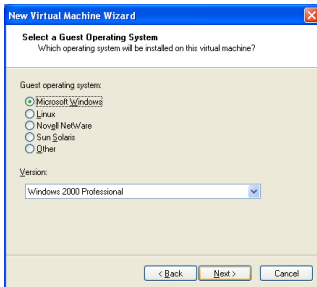 New Virtual Machine Wizard
Select a Guest Operating System
Which operating system will be installed on this virtual machine?
Guest operating system:
Microsoft Windows
Linux
Novell NetWare
Sun Solaris
Other
Version:
Windows 2000 Professional
< Back
Next >
Cancel